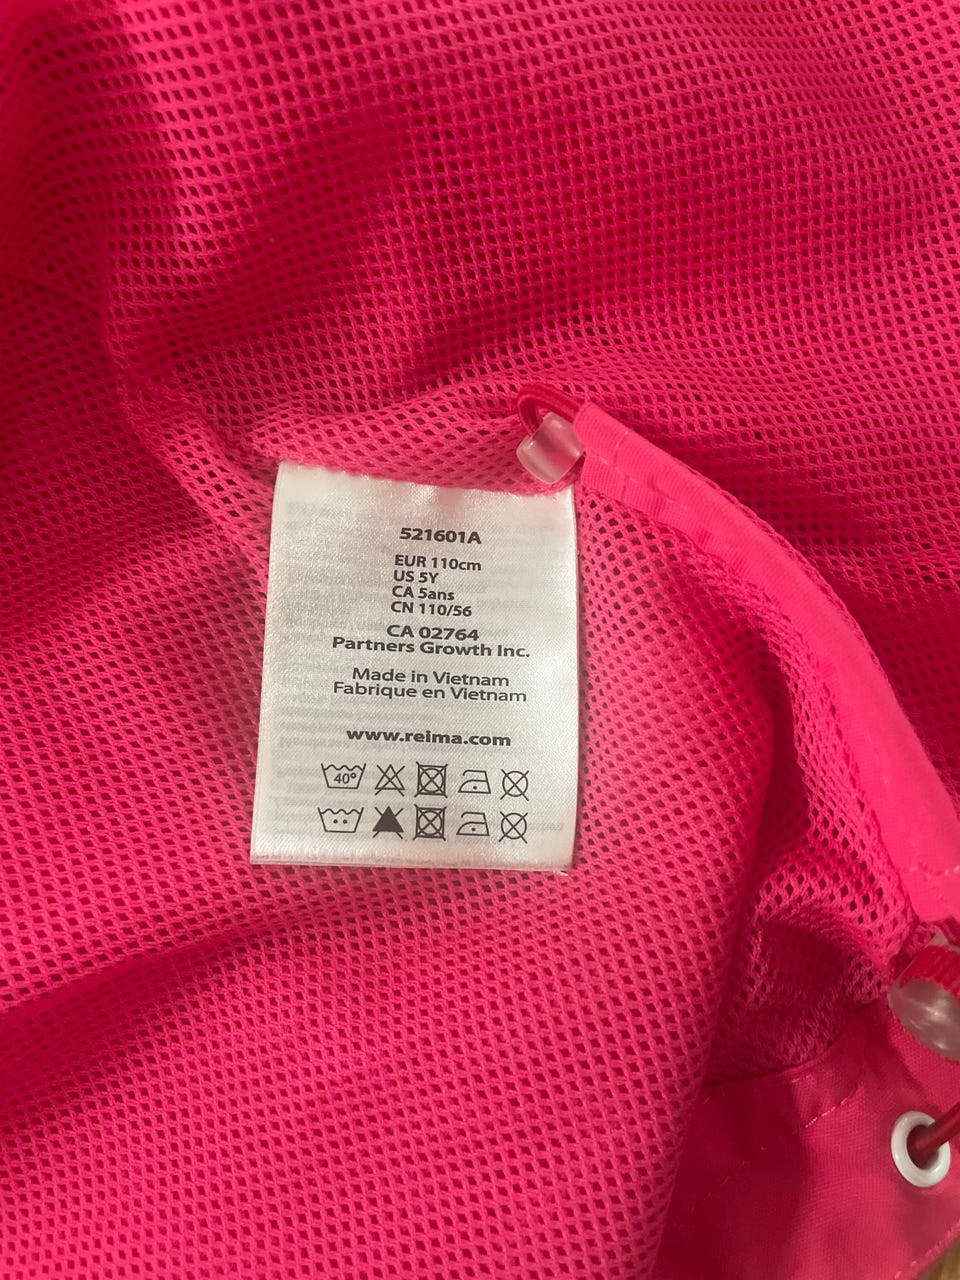 521601A
EUR 110cm
US 5Y
CA 5ans
CN 110/56
CA 02764
Partners Growth Inc.
Made in Vietnam
Fabrique en Vietnam
www.reima.com
40°